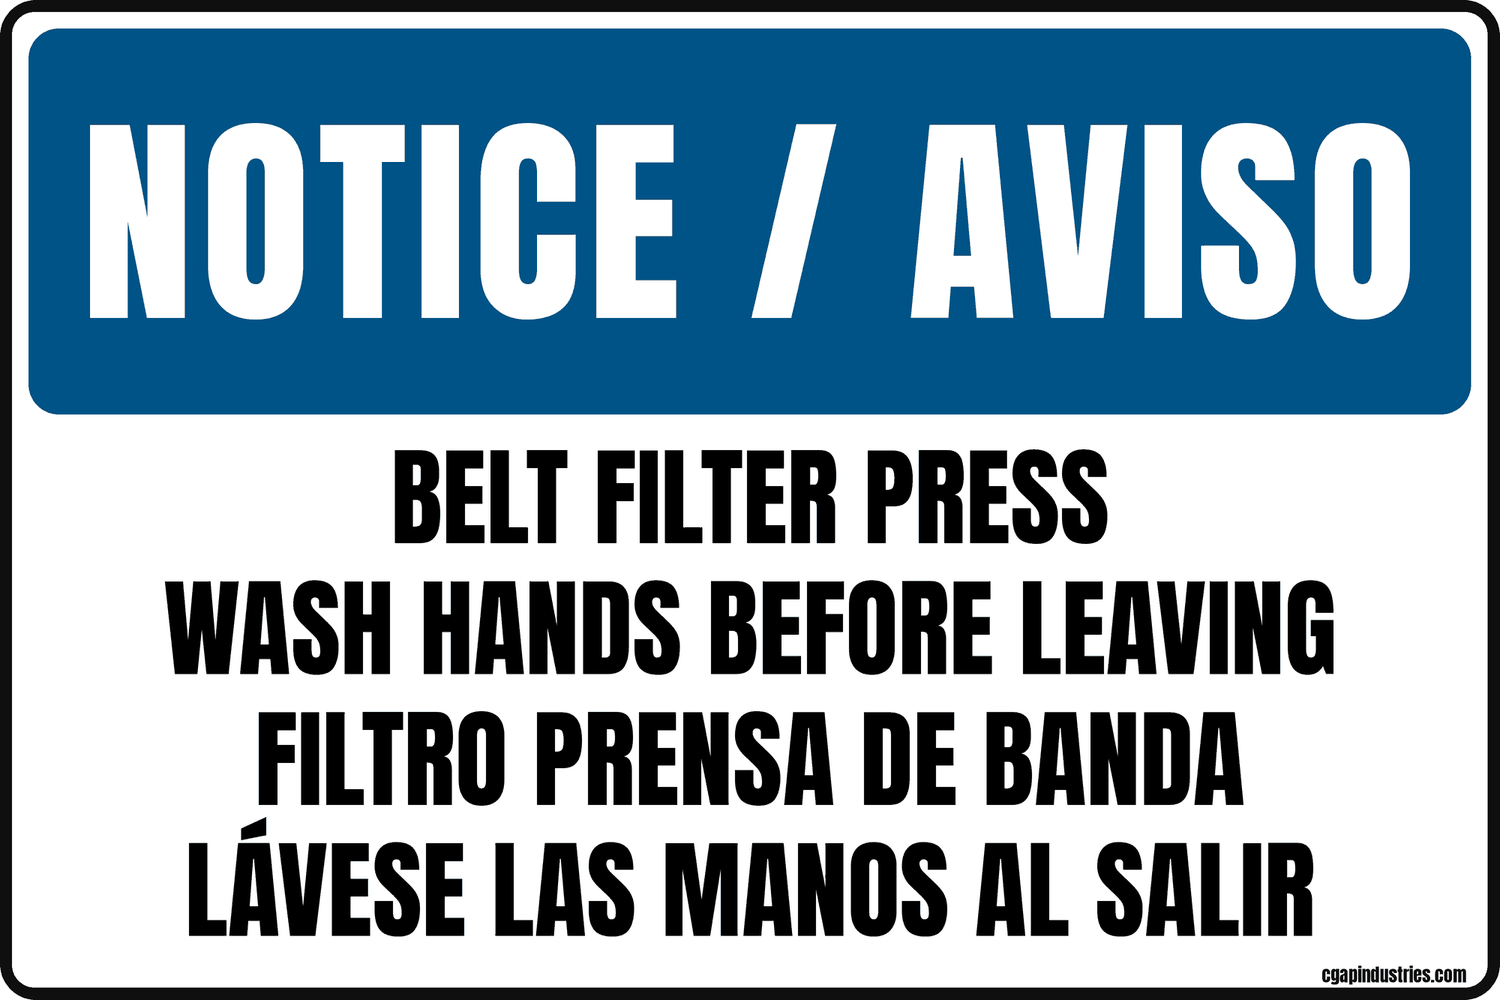 NOTICE / AVISO
BELT FILTER PRESS
WASH HANDS BEFORE LEAVING
FILTRO PRENSA DE BANDA
LÁVESE LAS MANOS AL SALIR
cgapindustries.com